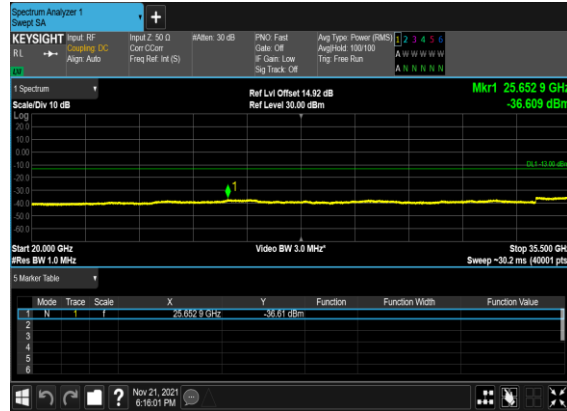 Spectrum Analyzer 1
Swept SA
+
KEYSIGHT Input: RF Input Z: 50 Ω #Atten: 30 dB PNO: Fast Avg Type: Power (RMS) 1 2 3 4 5 6
RL Coupling: DC Corr CCorr Gate: Off Avg|Hold: 100/100 A W W W W W
Align: Auto Freq Ref: Int (S) IF Gain: Low Trig: Free Run
Sig Track: Off A N N N N N
1 Spectrum Ref Lvl Offset 14.92 dB Mkr1 25.652 9 GHz
Scale/Div 10 dB Ref Level 30.00 dBm -36.609 dBm
Log
20.0
10.0
0.00
-10.0 DL1 -13.00 dBm
-20.0
-30.0 1
-40.0
-50.0
-60.0
Start 20.000 GHz Video BW 3.0 MHz* Stop 35.500 GHz
#Res BW 1.0 MHz Sweep ~30.2 ms (40001 pts
5 Marker Table
Mode Trace Scale X Y Function Function Width Function Value
1 N 1 f 25.652 9 GHz -36.61 dBm
2
3
4
5
6
? Nov 21, 2021
6:16:01 PM